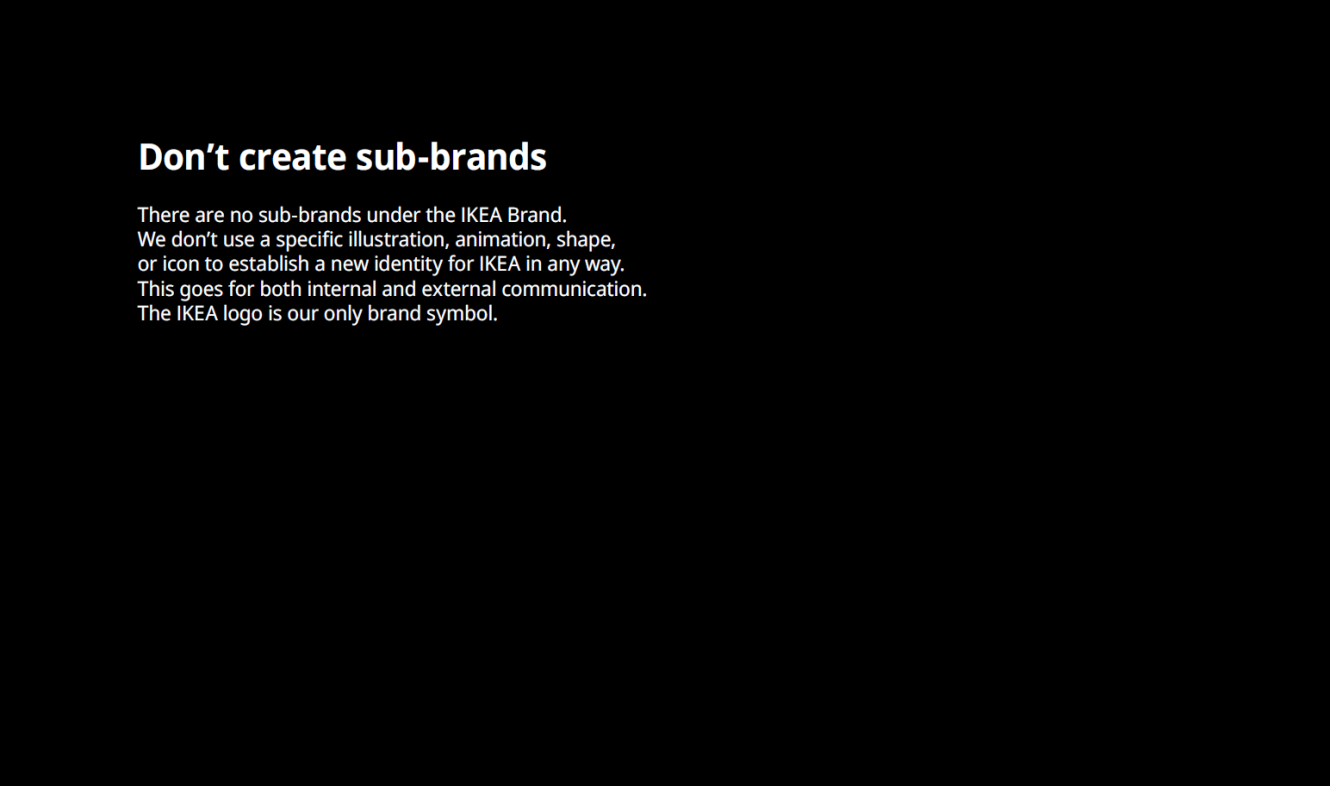 Don’t create sub-brands
There are no sub-brands under the IKEA Brand.
We don’t use a specific illustration, animation, shape,
or icon to establish a new identity for IKEA in any way.
This goes for both internal and external communication.
The IKEA logo is our only brand symbol.